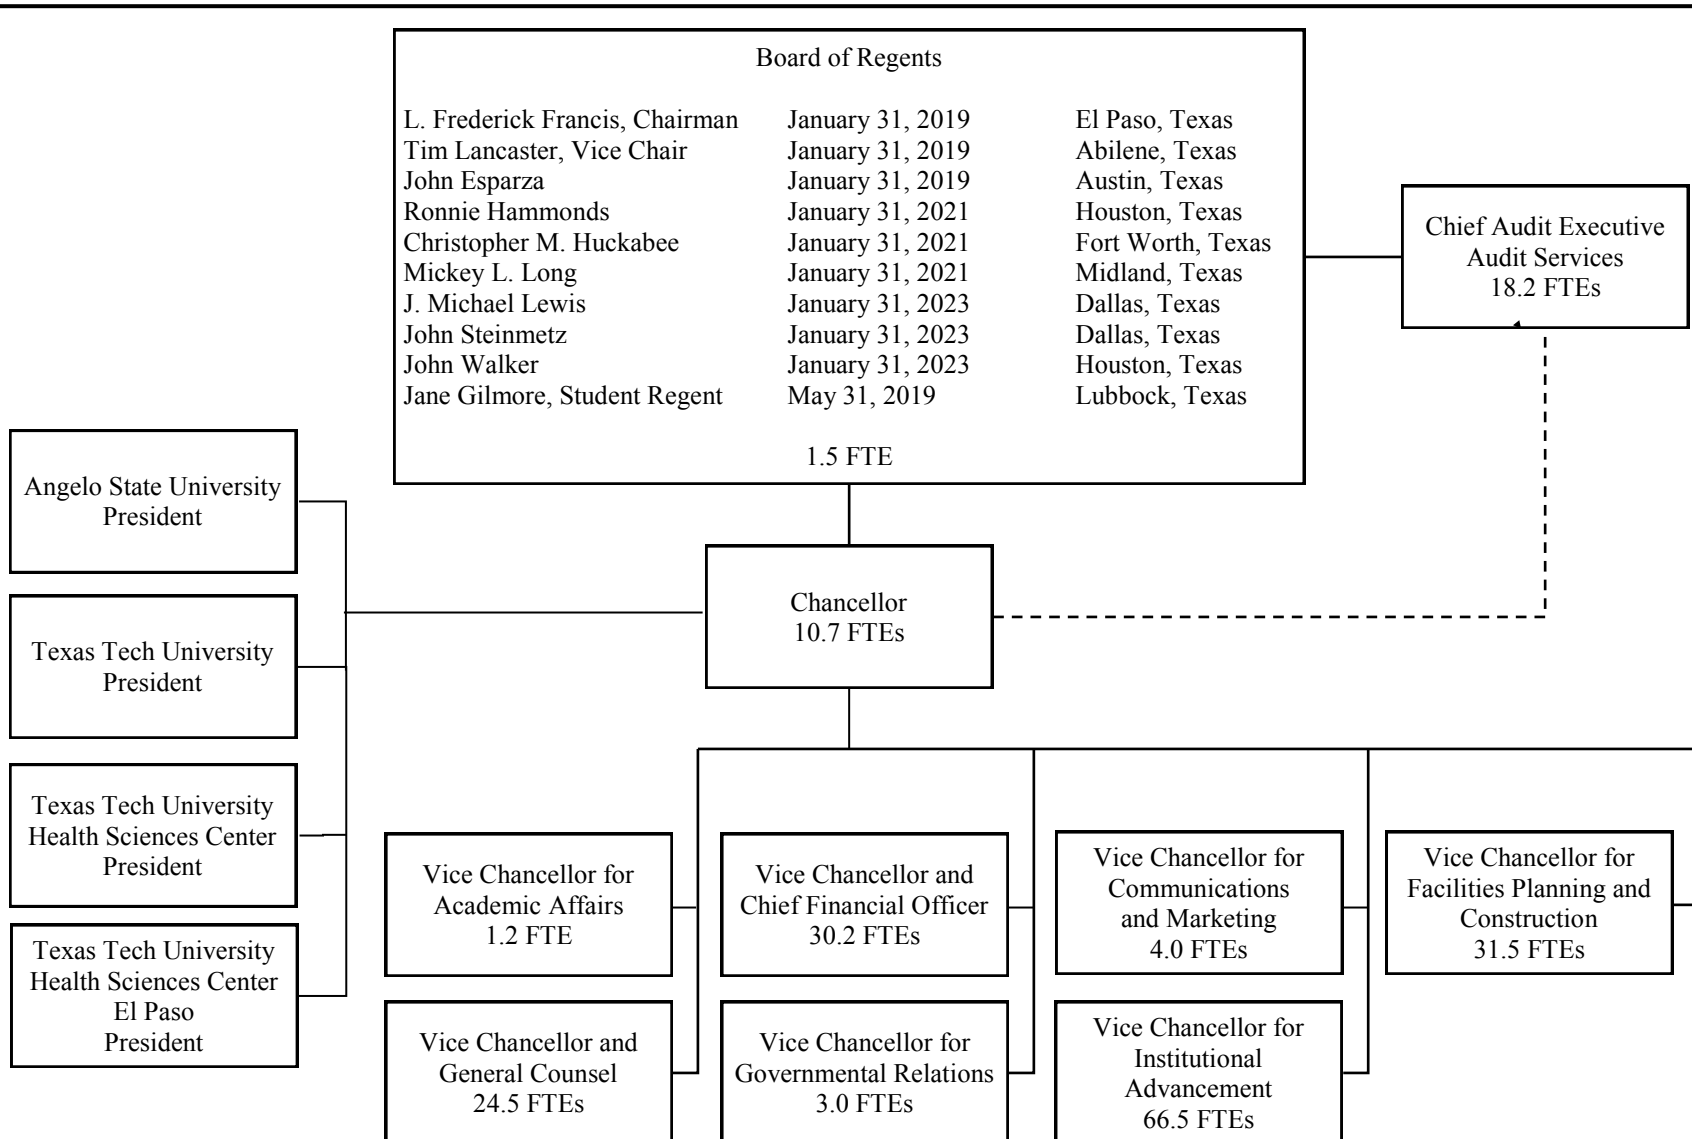 Board of Regents
L. Frederick Francis, Chairman January 31, 2019 El Paso, Texas
Tim Lancaster, Vice Chair January 31, 2019 Abilene, Texas
John Esparza January 31, 2019 Austin, Texas
Ronnie Hammonds January 31, 2021 Houston, Texas
Christopher M. Huckabee January 31, 2021 Fort Worth, Texas
Mickey L. Long January 31, 2021 Midland, Texas
J. Michael Lewis January 31, 2023 Dallas, Texas
John Steinmetz January 31, 2023 Dallas, Texas
John Walker January 31, 2023 Houston, Texas
Jane Gilmore, Student Regent May 31, 2019 Lubbock, Texas
1.5 FTE
Chief Audit Executive
Audit Services
18.2 FTEs
Angelo State University
President
Texas Tech University
President
Texas Tech University
Health Sciences Center
President
Texas Tech University
Health Sciences Center
El Paso
President
Chancellor
10.7 FTEs
Vice Chancellor for
Academic Affairs
1.2 FTE
Vice Chancellor and
Chief Financial Officer
30.2 FTEs
Vice Chancellor for
Communications
and Marketing
4.0 FTEs
Vice Chancellor for
Facilities Planning and
Construction
31.5 FTEs
Vice Chancellor and
General Counsel
24.5 FTEs
Vice Chancellor for
Governmental Relations
3.0 FTEs
Vice Chancellor for
Institutional
Advancement
66.5 FTEs